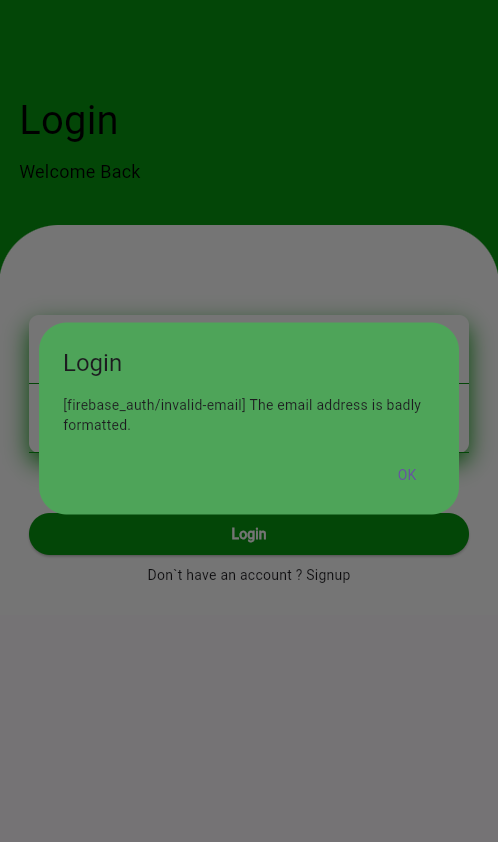 Login
Welcome Back
Login
[firebase_auth/invalid-email] The email address is badly
formatted.
OK
Login
Don`t have an account ? Signup